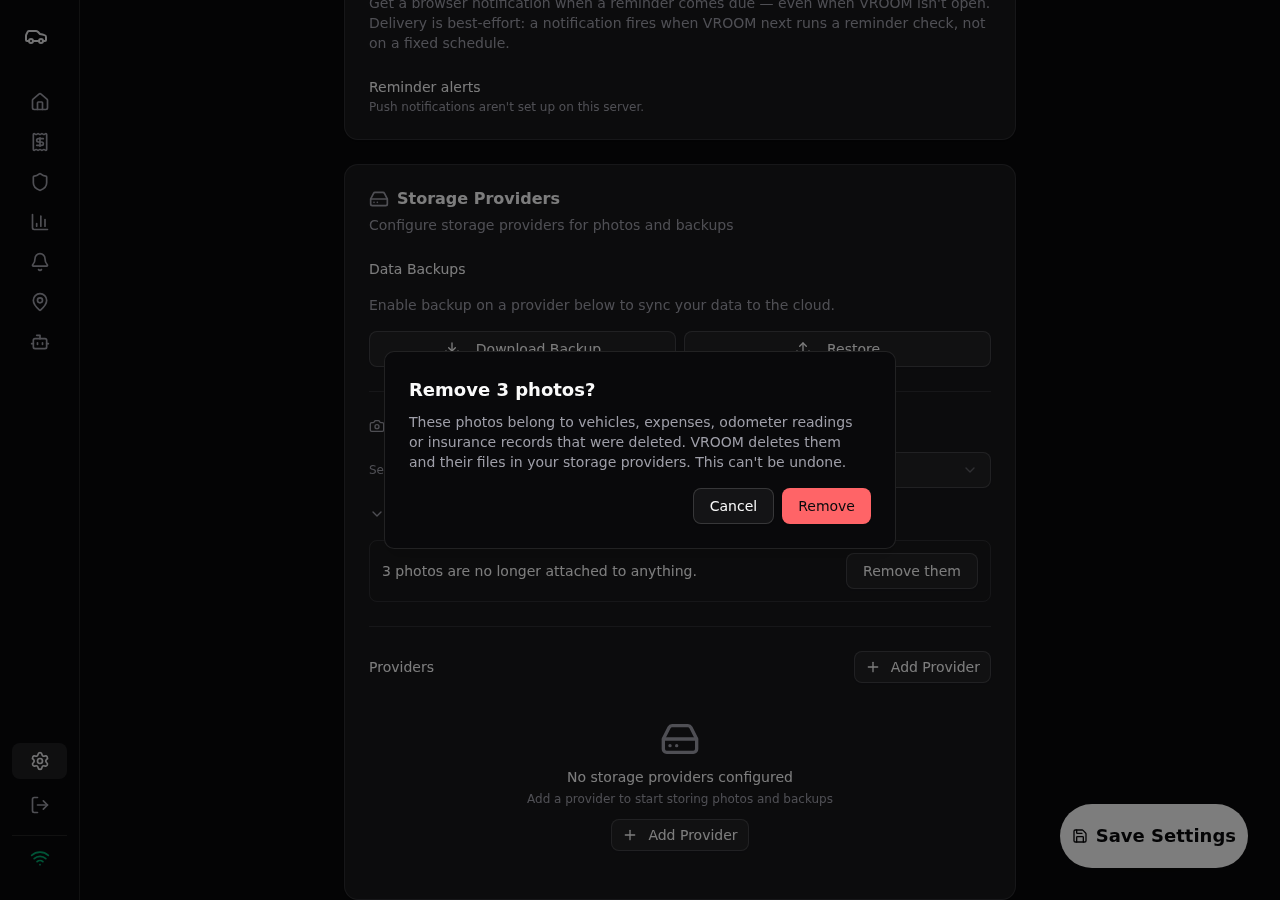 Get a browser notification when a reminder comes due — even when VROOM isn't open.
Delivery is best-effort: a notification fires when VROOM next runs a reminder check, not
on a fixed schedule.
Reminder alerts
Push notifications aren't set up on this server.
Storage Providers
Configure storage providers for photos and backups
Data Backups
Enable backup on a provider below to sync your data to the cloud.
Download Backup
Restore
Remove 3 photos?
These photos belong to vehicles, expenses, odometer readings
or insurance records that were deleted. VROOM deletes them
and their files in your storage providers. This can't be undone.
Se
Cancel
Remove
3 photos are no longer attached to anything.
Remove them
Providers
Add Provider
No storage providers configured
Add a provider to start storing photos and backups
Add Provider
Save Settings